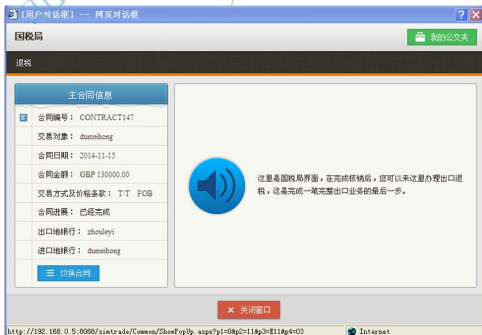 [用户对话框] -- 网页对话框
国税局
我的公文夹
退税
主合同信息
合同编号： CONTRACT147
交易对象： dumeihong
合同日期： 2014-11-15
合同金额： GBP 130000.00
交易方式及价格条款： T/T FOB
合同进展： 已经完成
出口地银行： zhouleyi
进口地银行： dumeihong
切换合同
这里是国税局界面，在完成核销后，您可以来这里办理出口退
税，这是完成一笔完整出口业务的最后一步。
× 关闭窗口
http://192.168.0.5:8088/simtrade/Common/ShowPopUp.aspx?p1=0&p2=11&p3=E11&p4=03 Internet